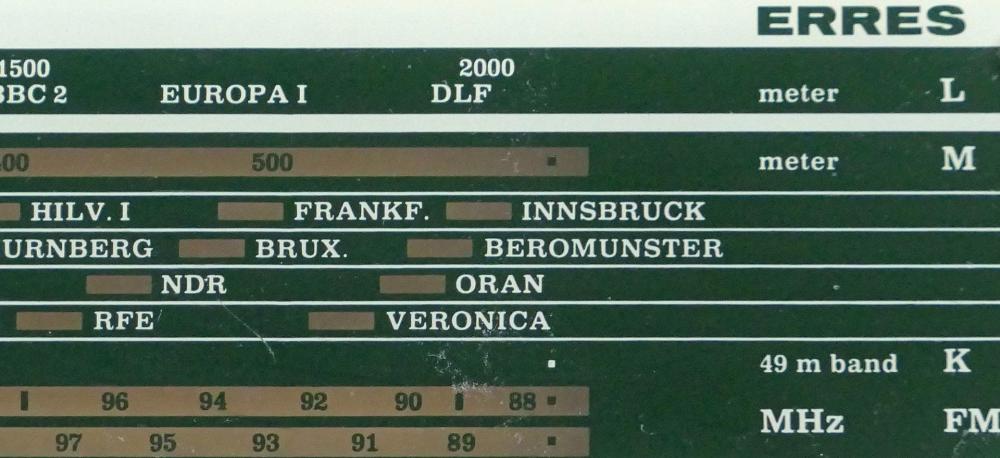 ERRES
1500 2000
BBC 2 EUROPA I DLF meter L
500 meter M
HILV. I FRANKF. INNSBRUCK
URNBERG BRUX. BEROMUNSTER
NDR ORAN
RFE VERONICA
49 m band K
96 94 92 90 88
MHz FM
97 95 93 91 89